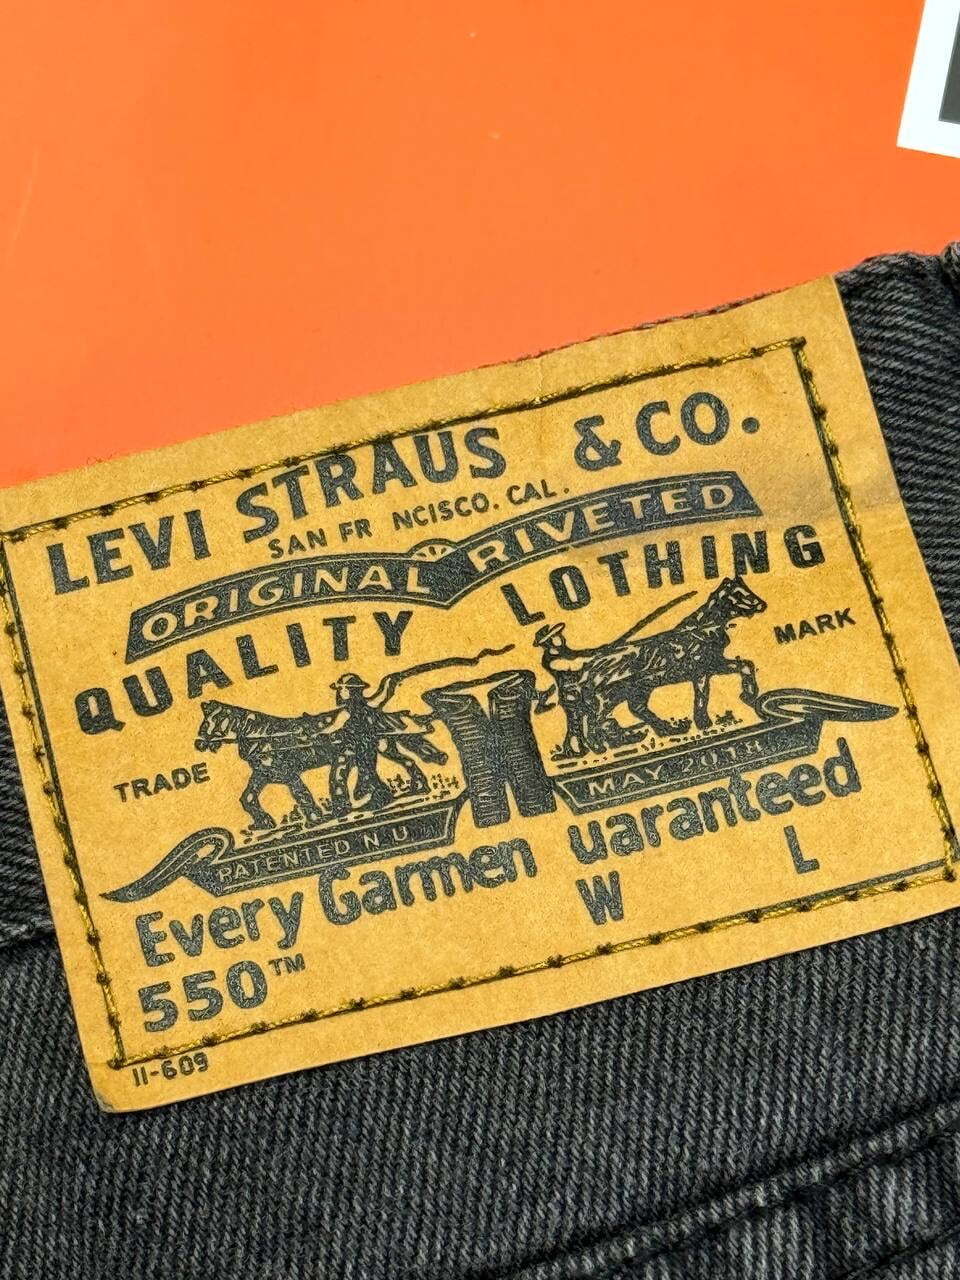 LEVI STRAUS & CO.
SAN FR NCISCO. CAL.
ORIGINAL RIVETED
QUALITY LOTHING
TRADE MARK
PATENTED N U MAY 2018
Every Garmen uaranteed
W L
550™
11-609